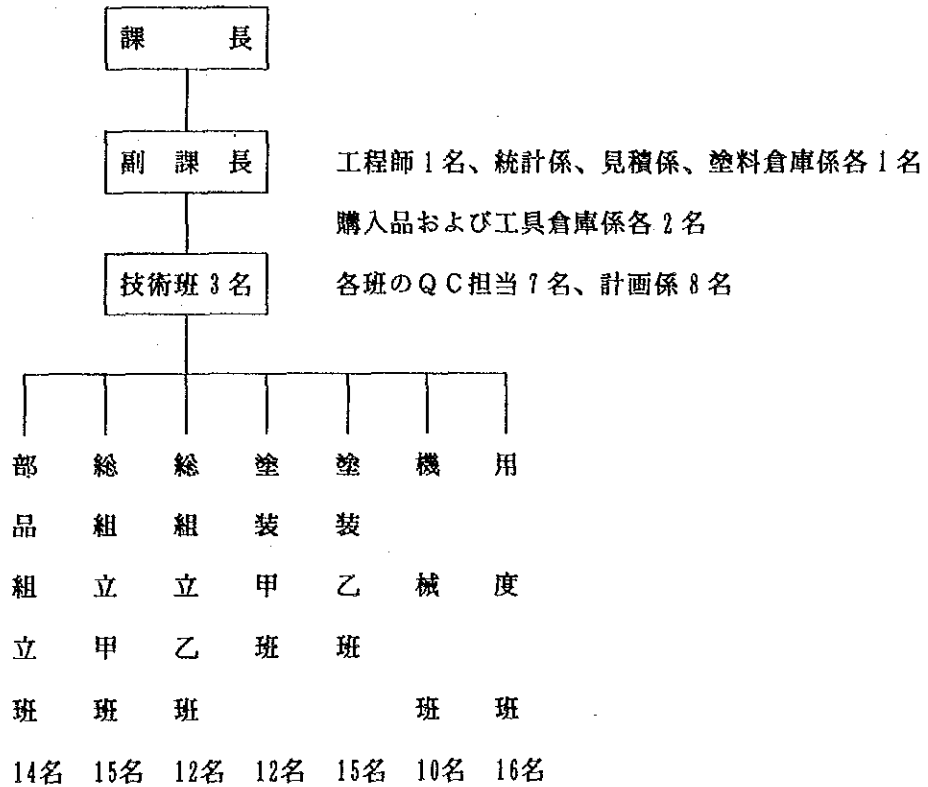 課長
副課長
工程師1名、統計係、見積係、塗料倉庫係各1名
購入品および工具倉庫係各2名
技術班3名
各班のQC担当7名、計画係8名
部品組立班
総組立甲班
総組立乙班
塗装甲班
塗装乙班
機械班
用度班
14名 15名 12名 12名 15名 10名 16名